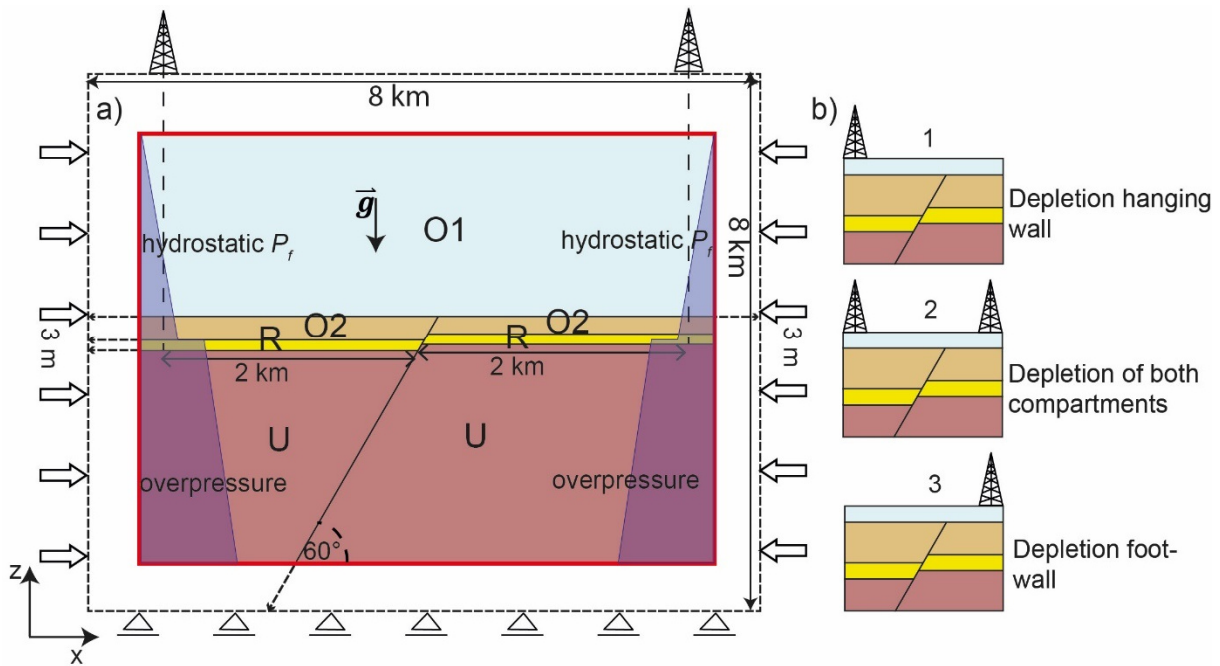 a)
8 km
8 km
g
O1
hydrostatic Pf
hydrostatic Pf
3 m
3 m
O2
O2
R
R
2 km
2 km
U
U
overpressure
overpressure
60°
z
x
b)
1
Depletion hanging
wall
2
Depletion of both
compartments
3
Depletion foot-
wall